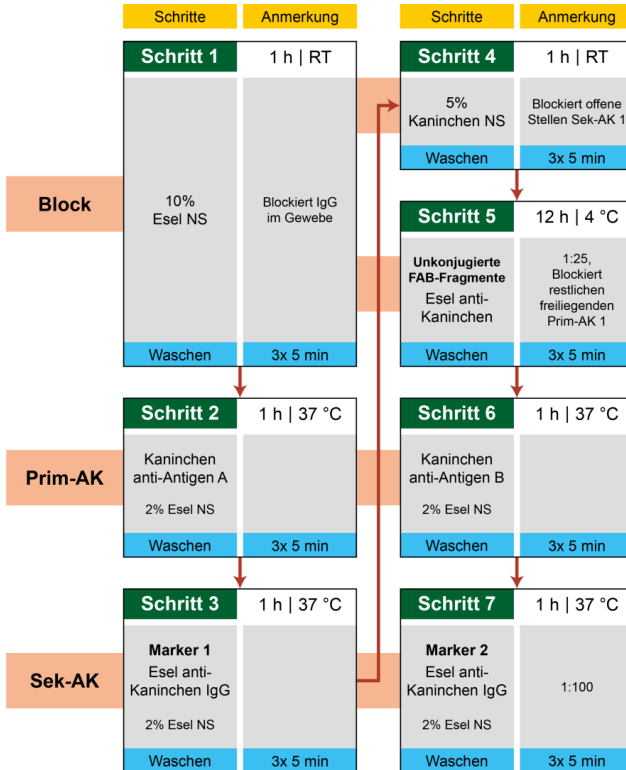 Schritte
Anmerkung
Schritt 1
1 h | RT
Block
10%
Esel NS
Blockiert IgG
im Gewebe
Waschen
3x 5 min
Schritt 2
1 h | 37 °C
Prim-AK
Kaninchen
anti-Antigen A
2% Esel NS
Waschen
3x 5 min
Schritt 3
1 h | 37 °C
Sek-AK
Marker 1
Esel anti-
Kaninchen IgG
2% Esel NS
Waschen
3x 5 min
Schritte
Anmerkung
Schritt 4
1 h | RT
5%
Kaninchen NS
Blockiert offene
Stellen Sek-AK 1
Waschen
3x 5 min
Schritt 5
12 h | 4 °C
Unkonjugierte
FAB-Fragmente
Esel anti-
Kaninchen
1:25,
Blockiert
restlichen
freiliegenden
Prim-AK 1
Waschen
3x 5 min
Schritt 6
1 h | 37 °C
Kaninchen
anti-Antigen B
2% Esel NS
Waschen
3x 5 min
Schritt 7
1 h | 37 °C
Marker 2
Esel anti-
Kaninchen IgG
2% Esel NS
1:100
Waschen
3x 5 min